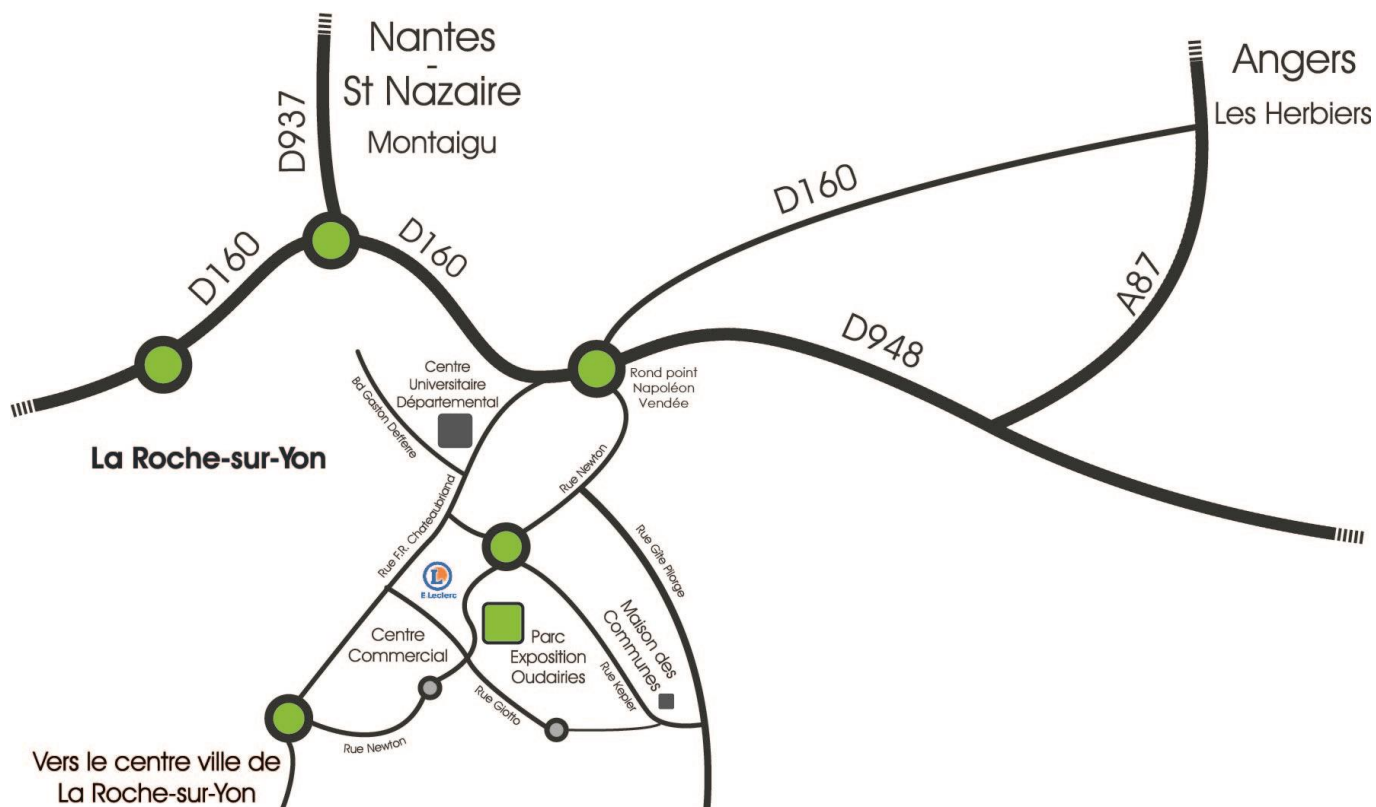 Nantes
-
St Nazaire
Montaigu
D937
Angers
Les Herbiers
D160
D160
D160
A87
D948
Rond point
Napoléon
Vendée
Centre
Universitaire
Départemental
Bd Gaston Defferre
La Roche-sur-Yon
Rue Newton
Rue F.R. Chateaubriand
Rue Gîte Pilorge
L
E.Leclerc
Centre
Commercial
Parc
Exposition
Oudairies
Maison des
Communes
Rue Kepler
Rue Giotto
Rue Newton
Vers le centre ville de
La Roche-sur-Yon